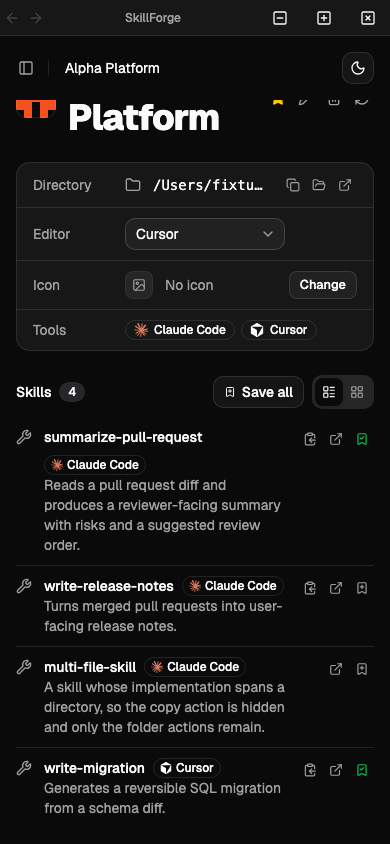 SkillForge
Alpha Platform
Platform
Directory /Users/fixtu…
Editor Cursor
Icon No icon Change
Tools Claude Code Cursor
Skills 4 Save all
summarize-pull-request
Claude Code
Reads a pull request diff and
produces a reviewer-facing summary
with risks and a suggested review
order.
write-release-notes Claude Code
Turns merged pull requests into user-
facing release notes.
multi-file-skill Claude Code
A skill whose implementation spans a
directory, so the copy action is hidden
and only the folder actions remain.
write-migration Cursor
Generates a reversible SQL migration
from a schema diff.